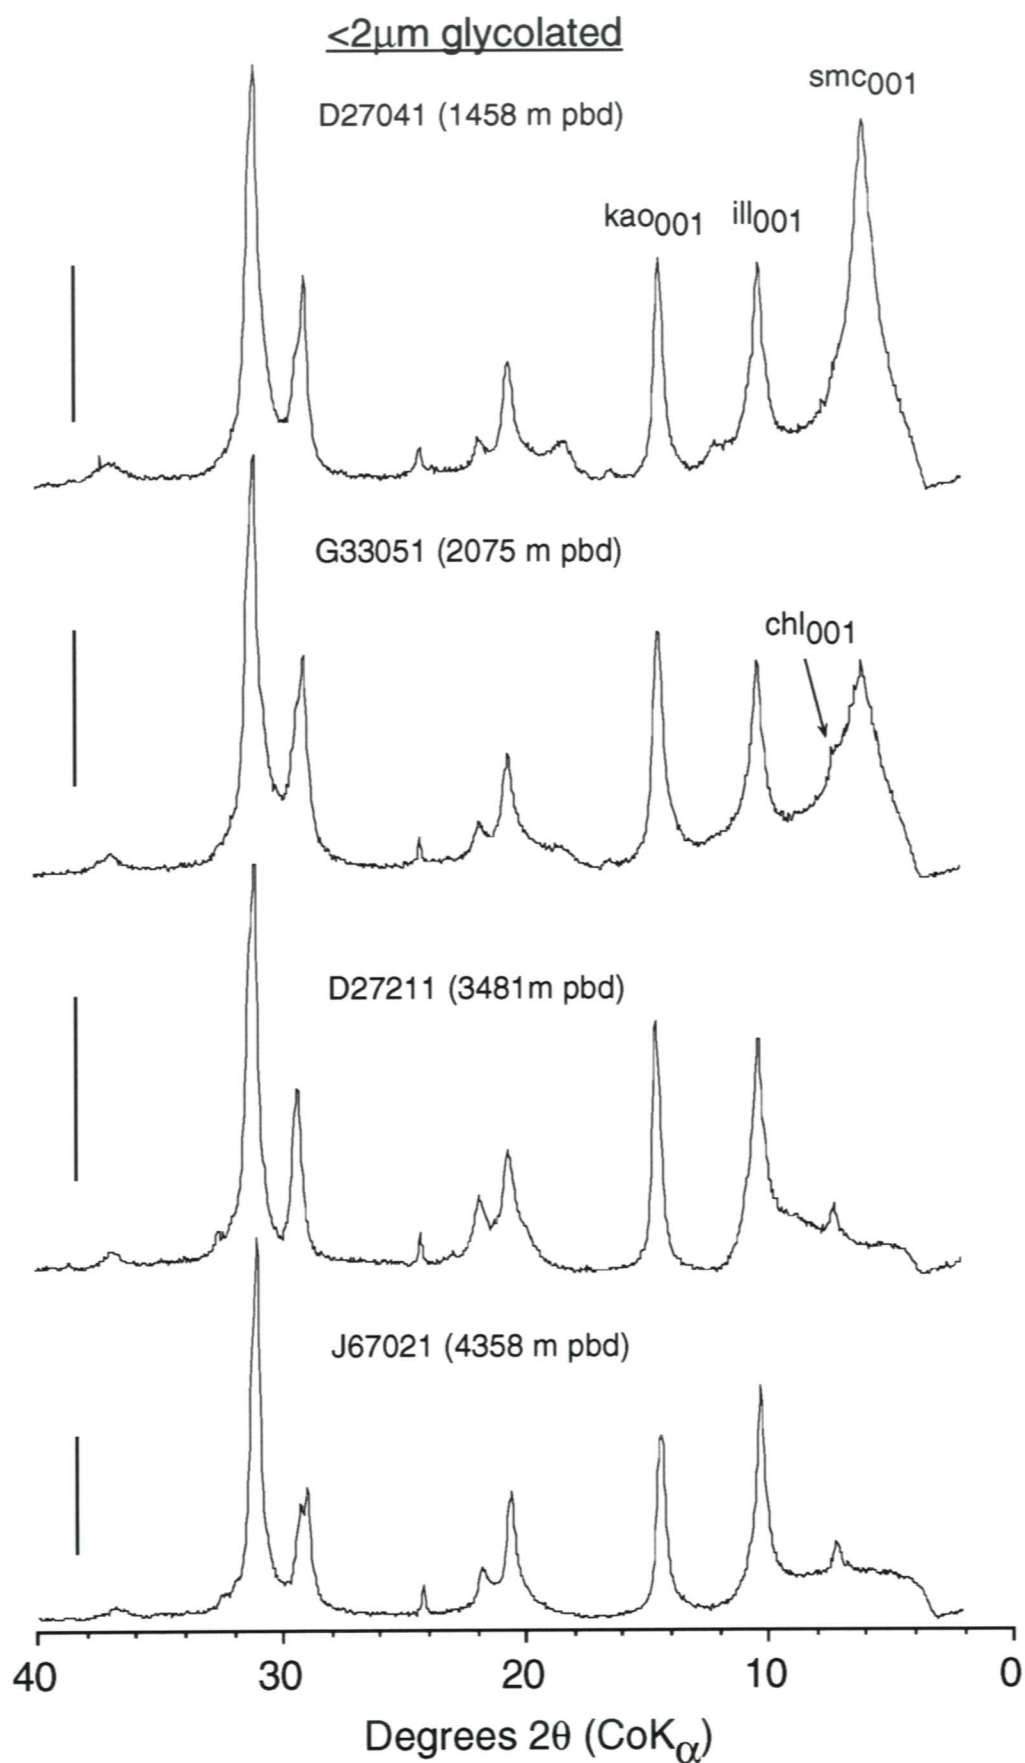 <2μm glycolated
smc001
D27041 (1458 m pbd)
kao001 ill001
G33051 (2075 m pbd)
chl001
D27211 (3481m pbd)
J67021 (4358 m pbd)
40 30 20 10 0
Degrees 2θ (CoKα)